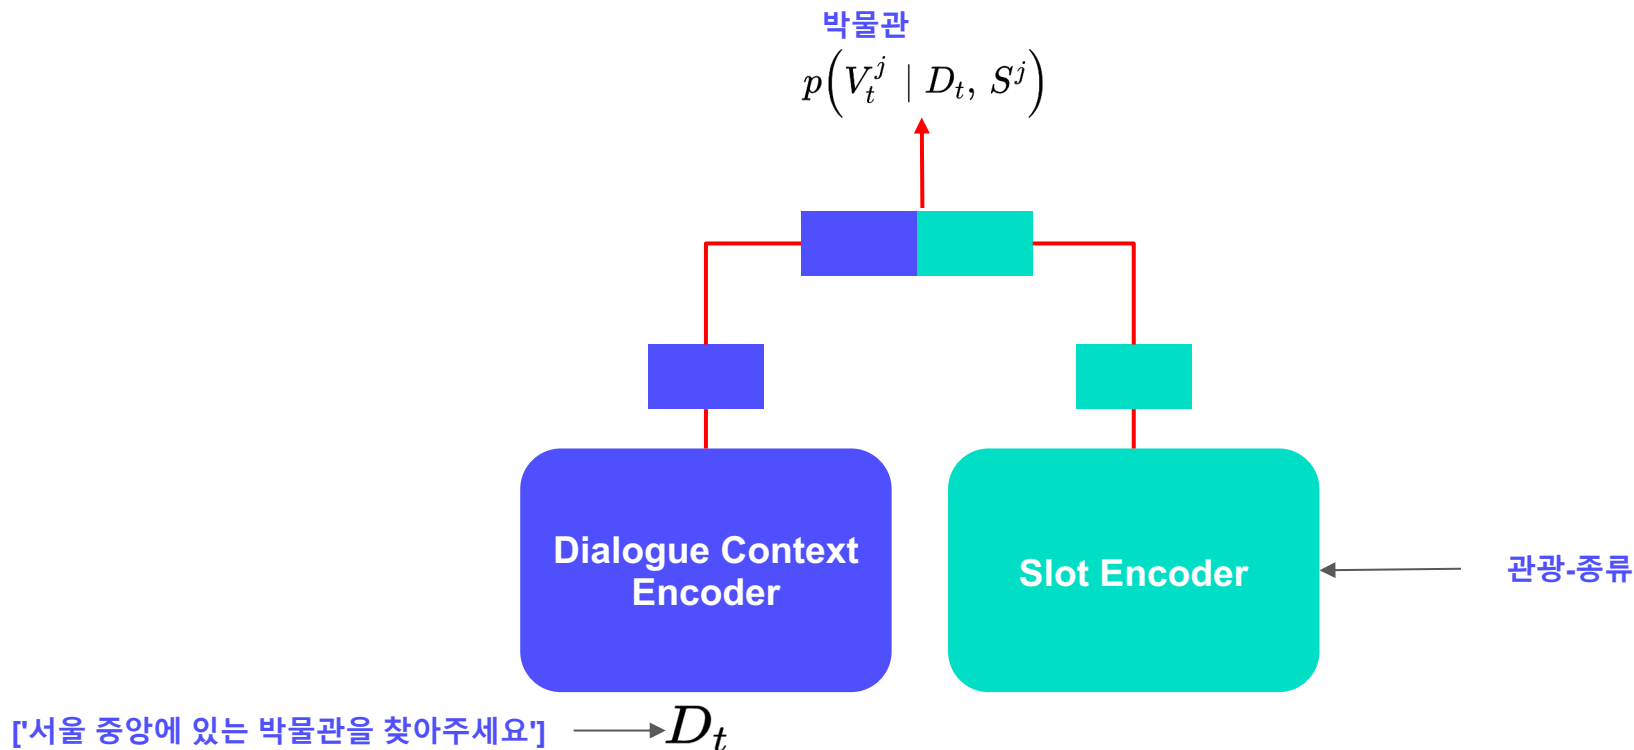 박물관
p(V_t^j | D_t, S^j)
Dialogue Context
Encoder
Slot Encoder
관광-종류
['서울 중앙에 있는 박물관을 찾아주세요']
D_t